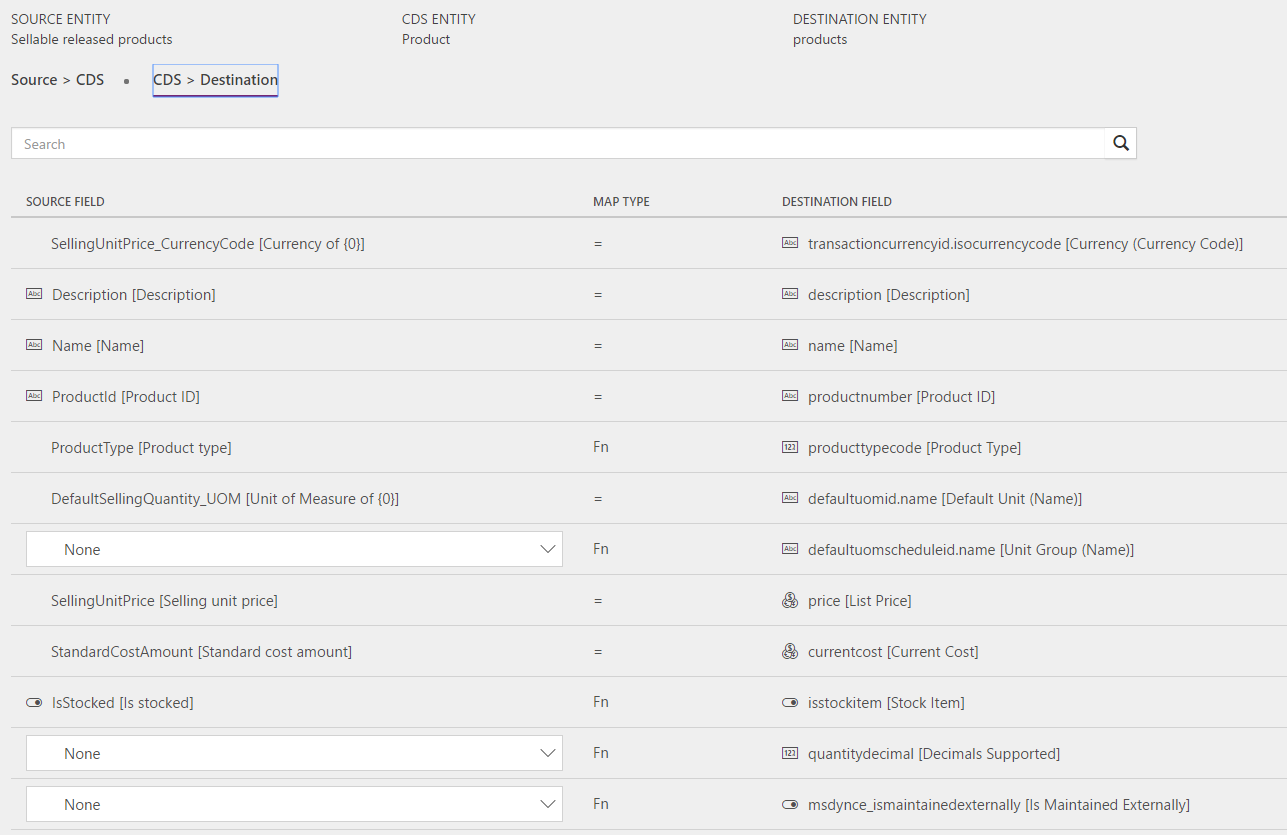 SOURCE ENTITY CDS ENTITY DESTINATION ENTITY
Sellable released products Product products
Source > CDS • CDS > Destination
Search
SOURCE FIELD MAP TYPE DESTINATION FIELD
SellingUnitPrice_CurrencyCode [Currency of {0}] = Abc transactioncurrencyid.isocurrencycode [Currency (Currency Code)]
Abc Description [Description] = Abc description [Description]
Abc Name [Name] = Abc name [Name]
Abc ProductId [Product ID] = Abc productnumber [Product ID]
ProductType [Product type] Fn 123 producttypecode [Product Type]
DefaultSellingQuantity_UOM [Unit of Measure of {0}] = Abc defaultuomid.name [Default Unit (Name)]
None Fn Abc defaultuomscheduleid.name [Unit Group (Name)]
SellingUnitPrice [Selling unit price] = price [List Price]
StandardCostAmount [Standard cost amount] = currentcost [Current Cost]
IsStocked [Is stocked] Fn isstockitem [Stock Item]
None Fn 123 quantitydecimal [Decimals Supported]
None Fn msdynce_ismaintainedexternally [Is Maintained Externally]